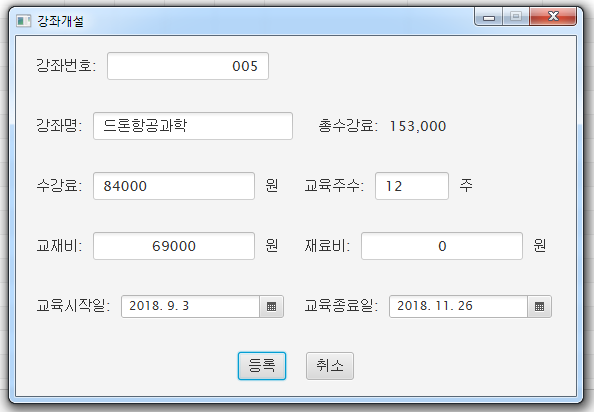 강좌개설
강좌번호: 005
강좌명: 드론항공과학 총수강료: 153,000
수강료: 84000 원 교육주수: 12 주
교재비: 69000 원 재료비: 0 원
교육시작일: 2018. 9. 3 교육종료일: 2018. 11. 26
등록 취소